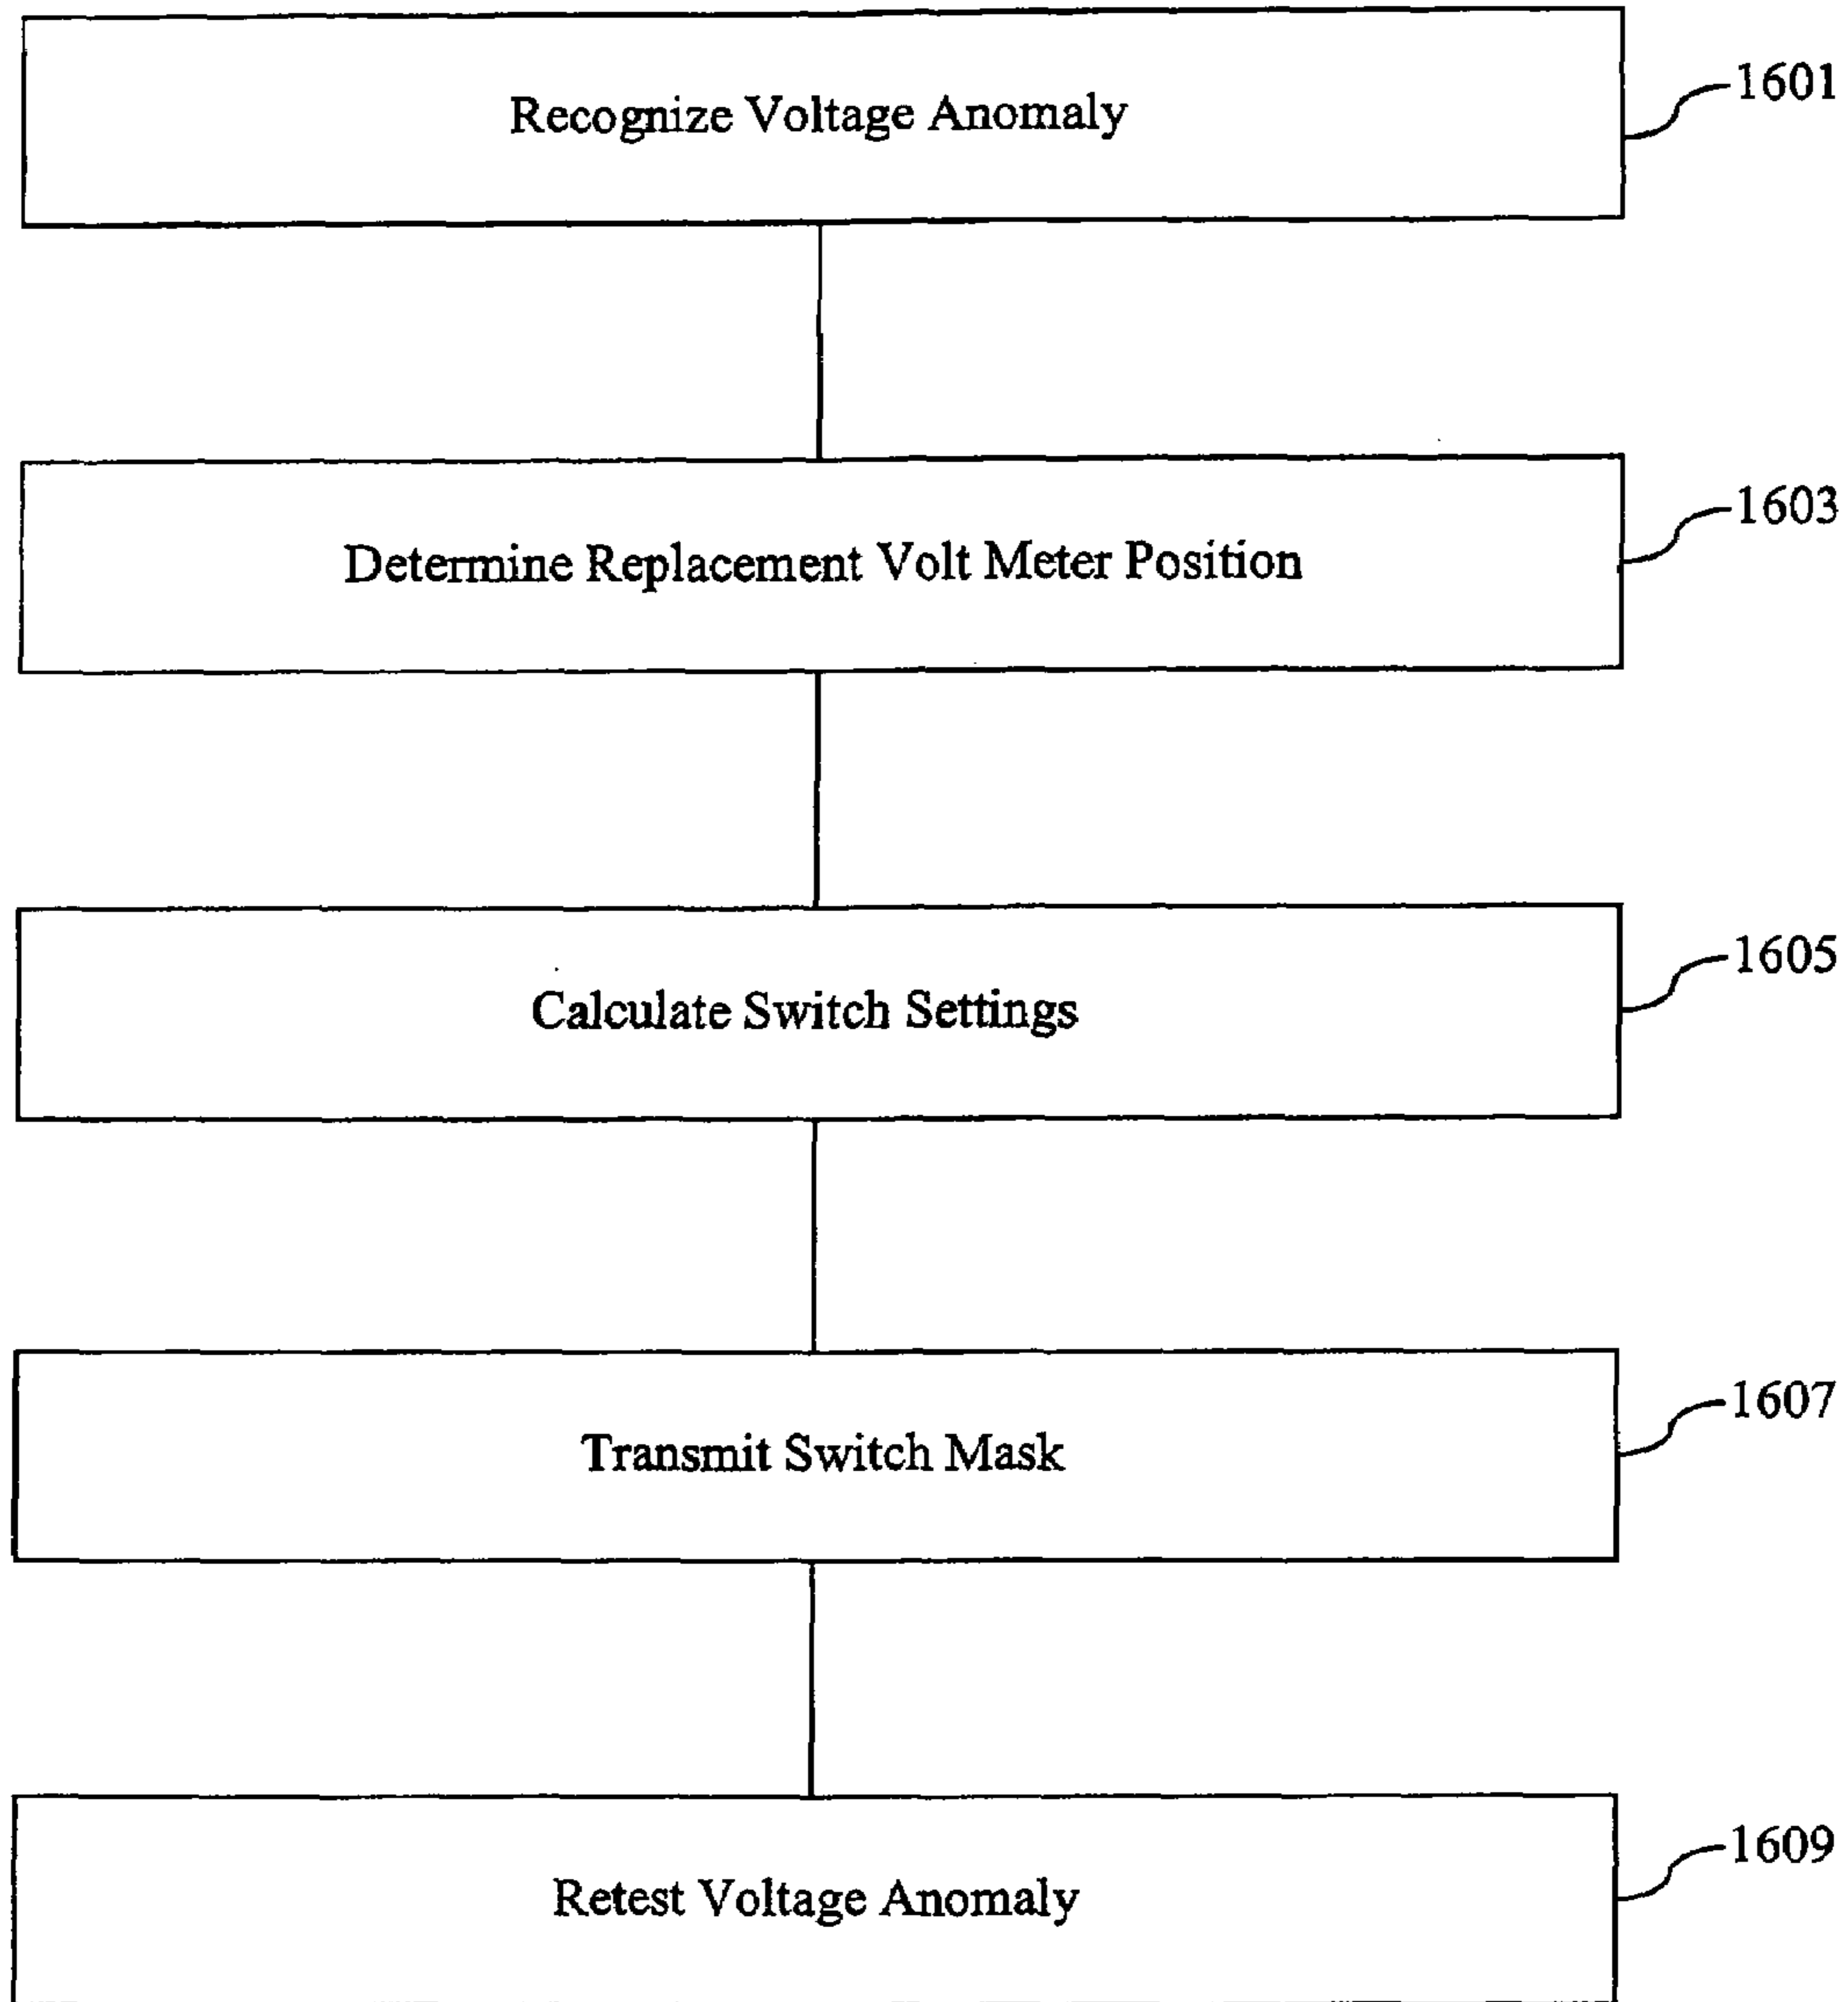 Recognize Voltage Anomaly
1601
Determine Replacement Volt Meter Position
1603
Calculate Switch Settings
1605
Transmit Switch Mask
1607
Retest Voltage Anomaly
1609